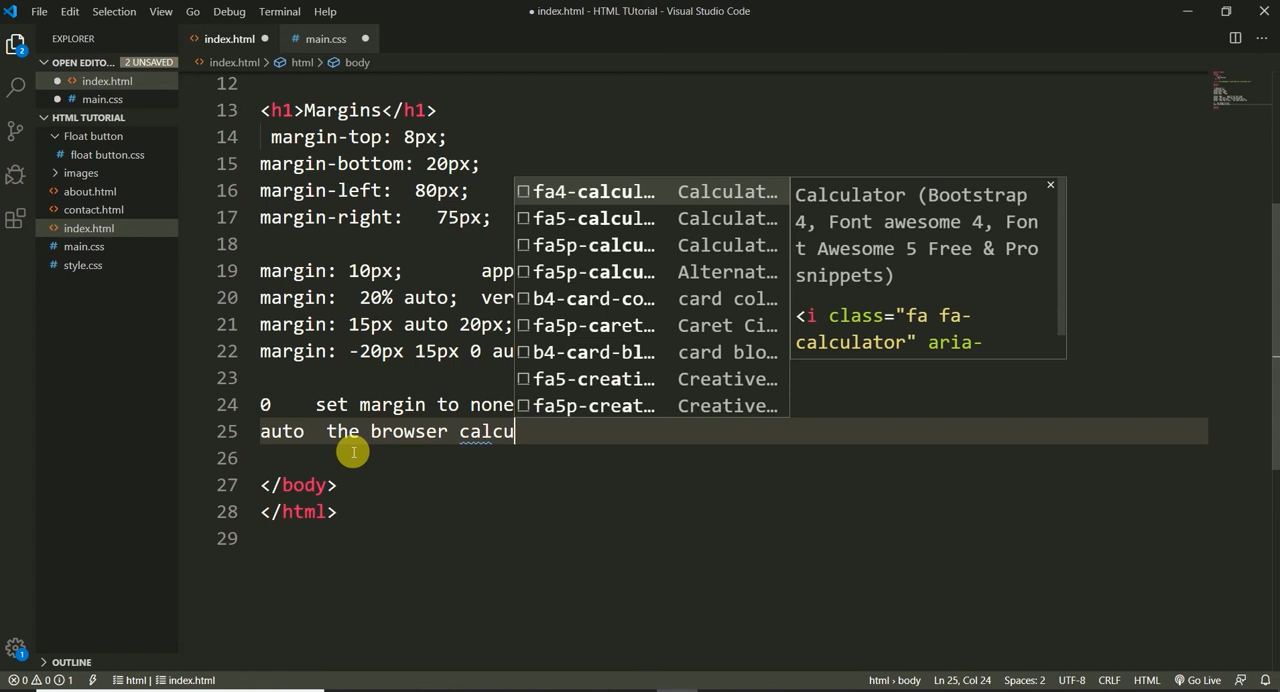 File Edit Selection View Go Debug Terminal Help
● index.html - HTML TUtorial - Visual Studio Code
EXPLORER
OPEN EDITO... 2 UNSAVED
index.html
main.css
HTML TUTORIAL
Float button
float button.css
images
about.html
contact.html
index.html
main.css
style.css
OUTLINE
index.html main.css
index.html > html > body
12
13 <h1>Margins</h1>
14 margin-top: 8px;
15 margin-bottom: 20px;
16 margin-left: 80px;
17 margin-right: 75px;
18
19 margin: 10px; app
20 margin: 20% auto; ver
21 margin: 15px auto 20px;
22 margin: -20px 15px 0 au
23
24 0 set margin to none
25 auto the browser calcu
26
27 </body>
28 </html>
29
fa4-calcul... Calculat...
fa5-calcul... Calculat...
fa5p-calcu... Calculat...
fa5p-calcu... Alternat...
b4-card-co... card col...
fa5p-caret... Caret Ci...
b4-card-bl... card blo...
fa5-creati... Creative...
fa5p-creat... Creative...
Calculator (Bootstrap
4, Font awesome 4, Fon
t Awesome 5 Free & Pro
snippets)
<i class="fa fa-
calculator" aria-
2
1
0 0 1 html | index.html html › body Ln 25, Col 24 Spaces: 2 UTF-8 CRLF HTML Go Live